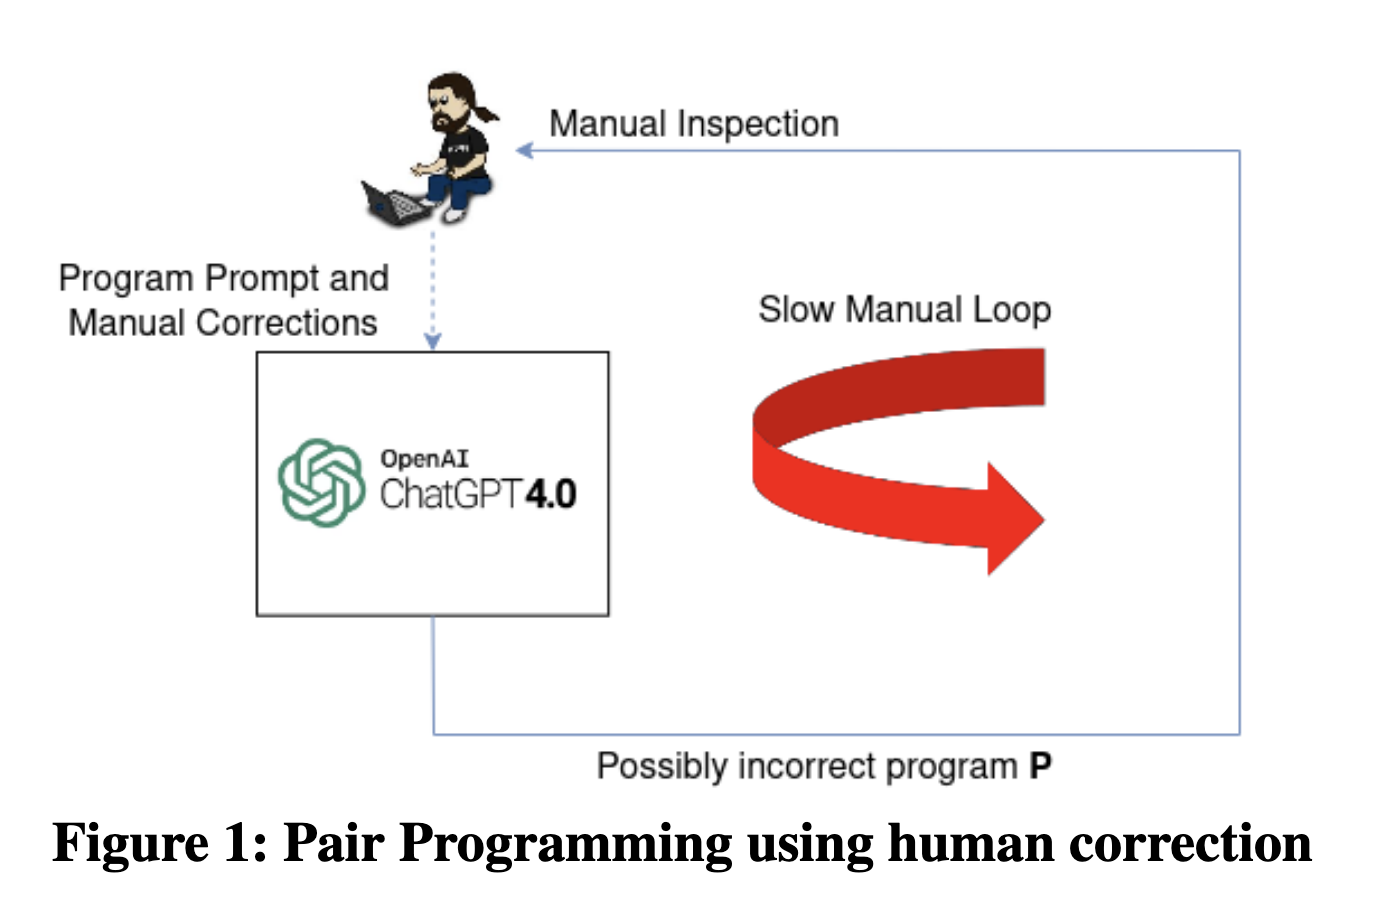 Manual Inspection
Program Prompt and
Manual Corrections
Slow Manual Loop
OpenAI
ChatGPT4.0
Possibly incorrect program P
Figure 1: Pair Programming using human correction